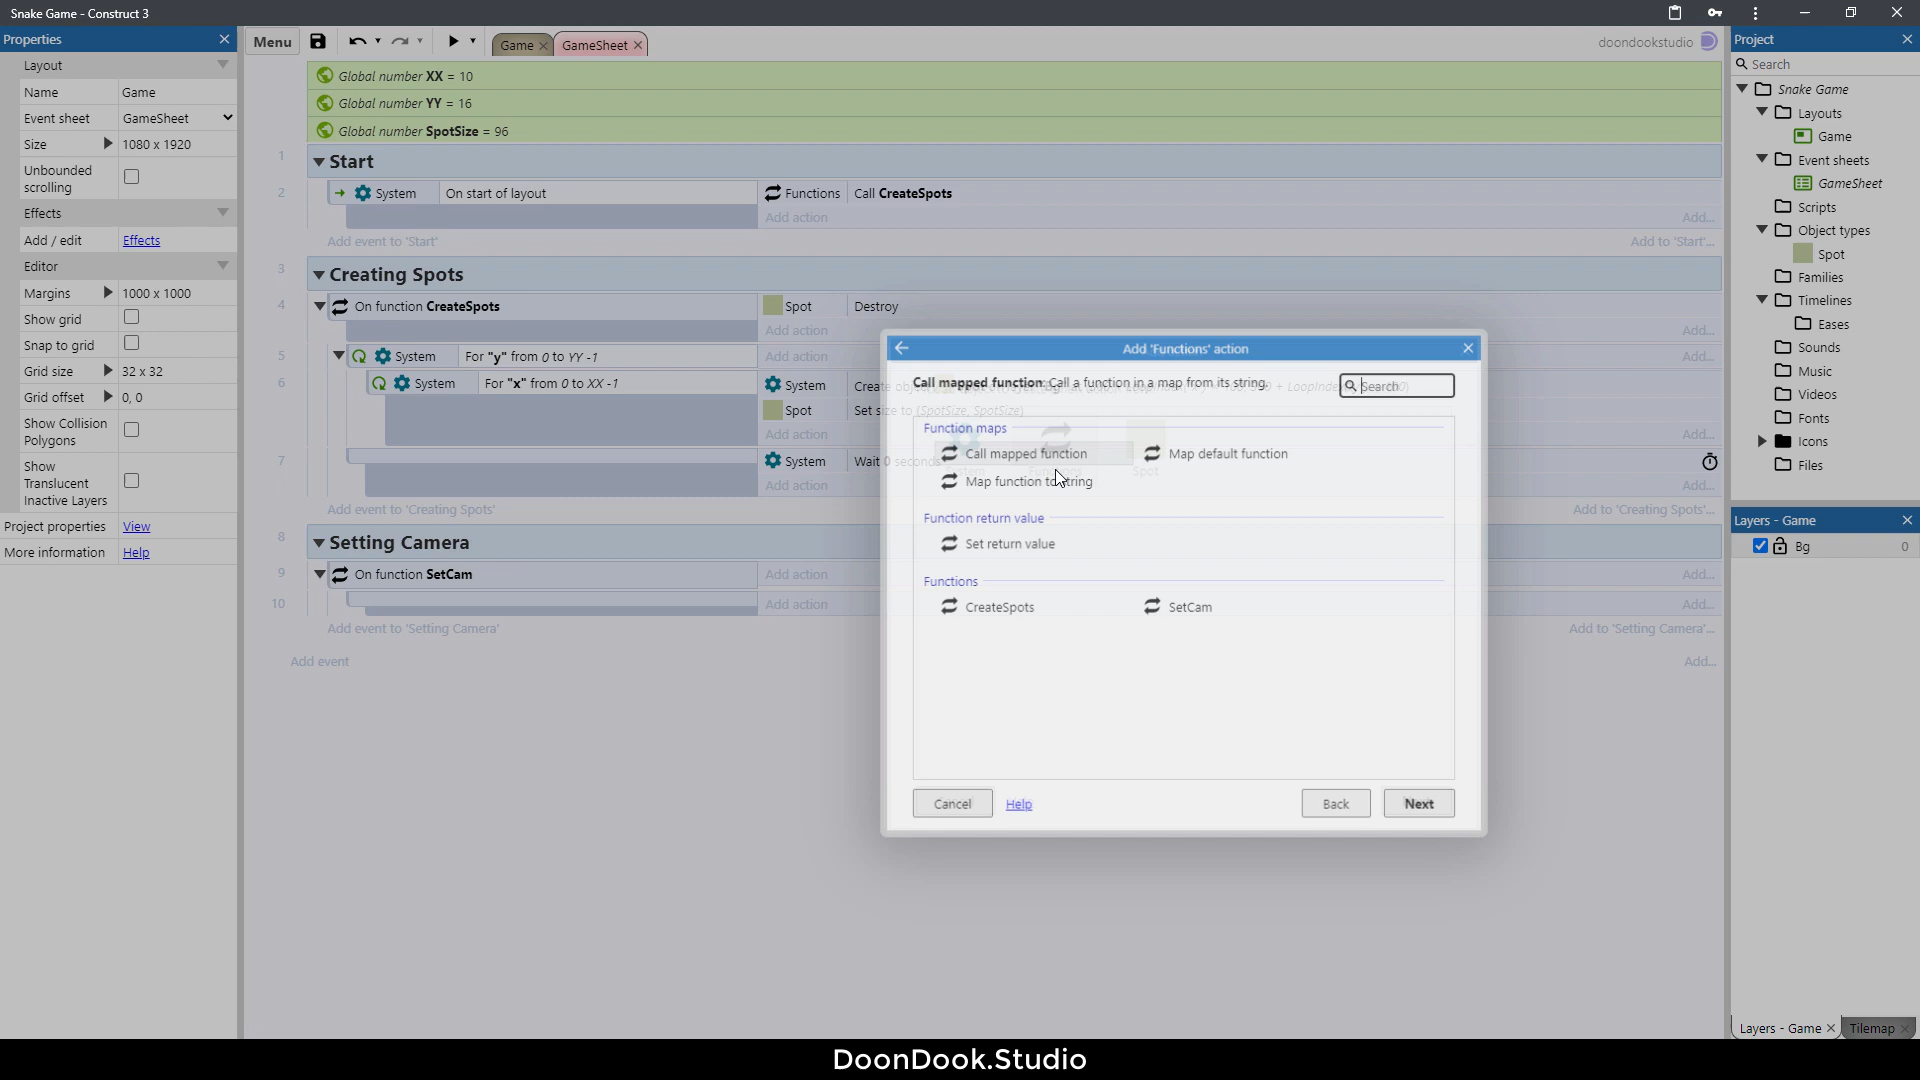 Snake Game - Construct 3
Properties
Layout
Name Game
Event sheet GameSheet
Size 1080 x 1920
Unbounded scrolling
Effects
Add / edit Effects
Editor
Margins 1000 x 1000
Show grid
Snap to grid
Grid size 32 x 32
Grid offset 0, 0
Show Collision Polygons
Show Translucent Inactive Layers
Project properties View
More information Help
Menu
Game
GameSheet
doondookstudio
Global number XX = 10
Global number YY = 16
Global number SpotSize = 96
1 Start
2 System On start of layout Functions Call CreateSpots
Add action Add...
Add event to 'Start' Add to 'Start'...
3 Creating Spots
4 On function CreateSpots Spot Destroy
Add action Add...
5 System For "y" from 0 to YY -1 Add action Add...
6 System For "x" from 0 to XX -1 System Create object
Spot Set size to (SpotSize, SpotSize)
Add action Add...
7 System Wait 0 seconds
Add action Add...
Add event to 'Creating Spots' Add to 'Creating Spots'...
8 Setting Camera
9 On function SetCam Add action Add...
10 Add action Add...
Add event to 'Setting Camera' Add to 'Setting Camera'...
Add event Add...
Add 'Functions' action
Call mapped function: Call a function in a map from its string.
Search
Function maps
Call mapped function Map default function
Map function to string
Function return value
Set return value
Functions
CreateSpots SetCam
Cancel Help Back Next
Project
Search
Snake Game
Layouts
Game
Event sheets
GameSheet
Scripts
Object types
Spot
Families
Timelines
Eases
Sounds
Music
Videos
Fonts
Icons
Files
Layers - Game
Bg 0
Layers - Game Tilemap
DoonDook.Studio